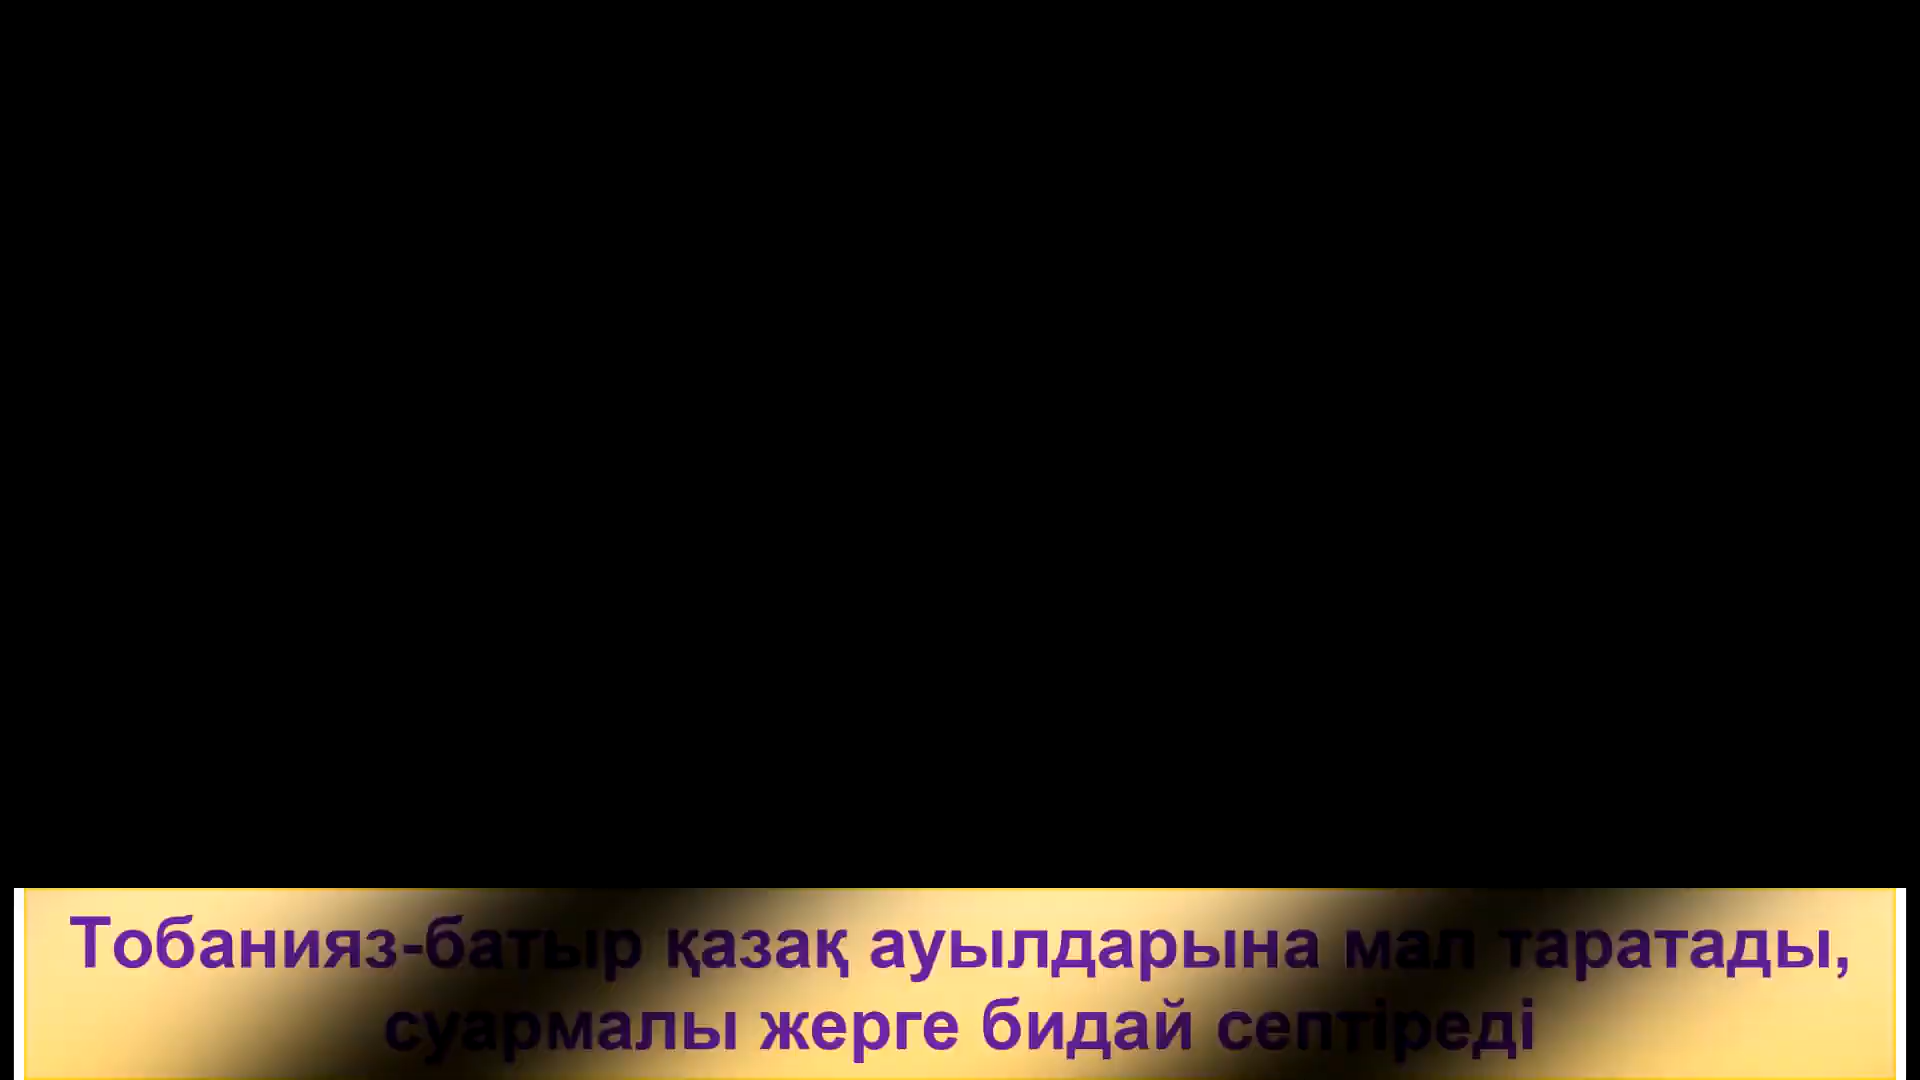 Тобанияз-батыр қазақ ауылдарына мал таратады,
суармалы жерге бидай септіреді